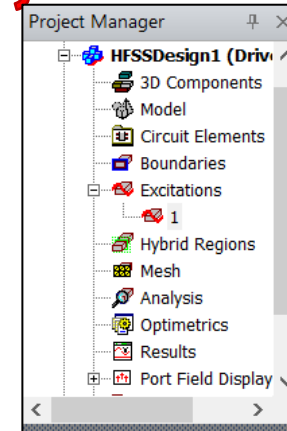 Project Manager
HFSSDesign1 (Drive
3D Components
Model
Circuit Elements
Boundaries
Excitations
1
Hybrid Regions
Mesh
Analysis
Optimetrics
Results
Port Field Display